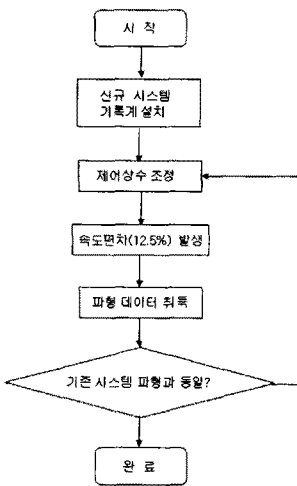 시 작
신규 시스템
기록계 설치
제어상수 조정
속도편차(12.5%) 발생
파형 데이터 취득
기존 시스템 파형과 동일?
완 료